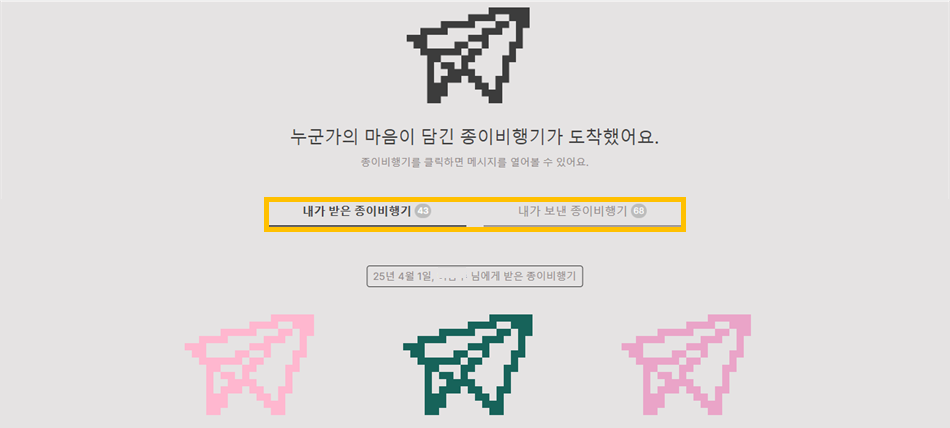 누군가의 마음이 담긴 종이비행기가 도착했어요.
종이비행기를 클릭하면 메시지를 열어볼 수 있어요.
내가 받은 종이비행기 43
내가 보낸 종이비행기 68
25년 4월 1일, 님에게 받은 종이비행기